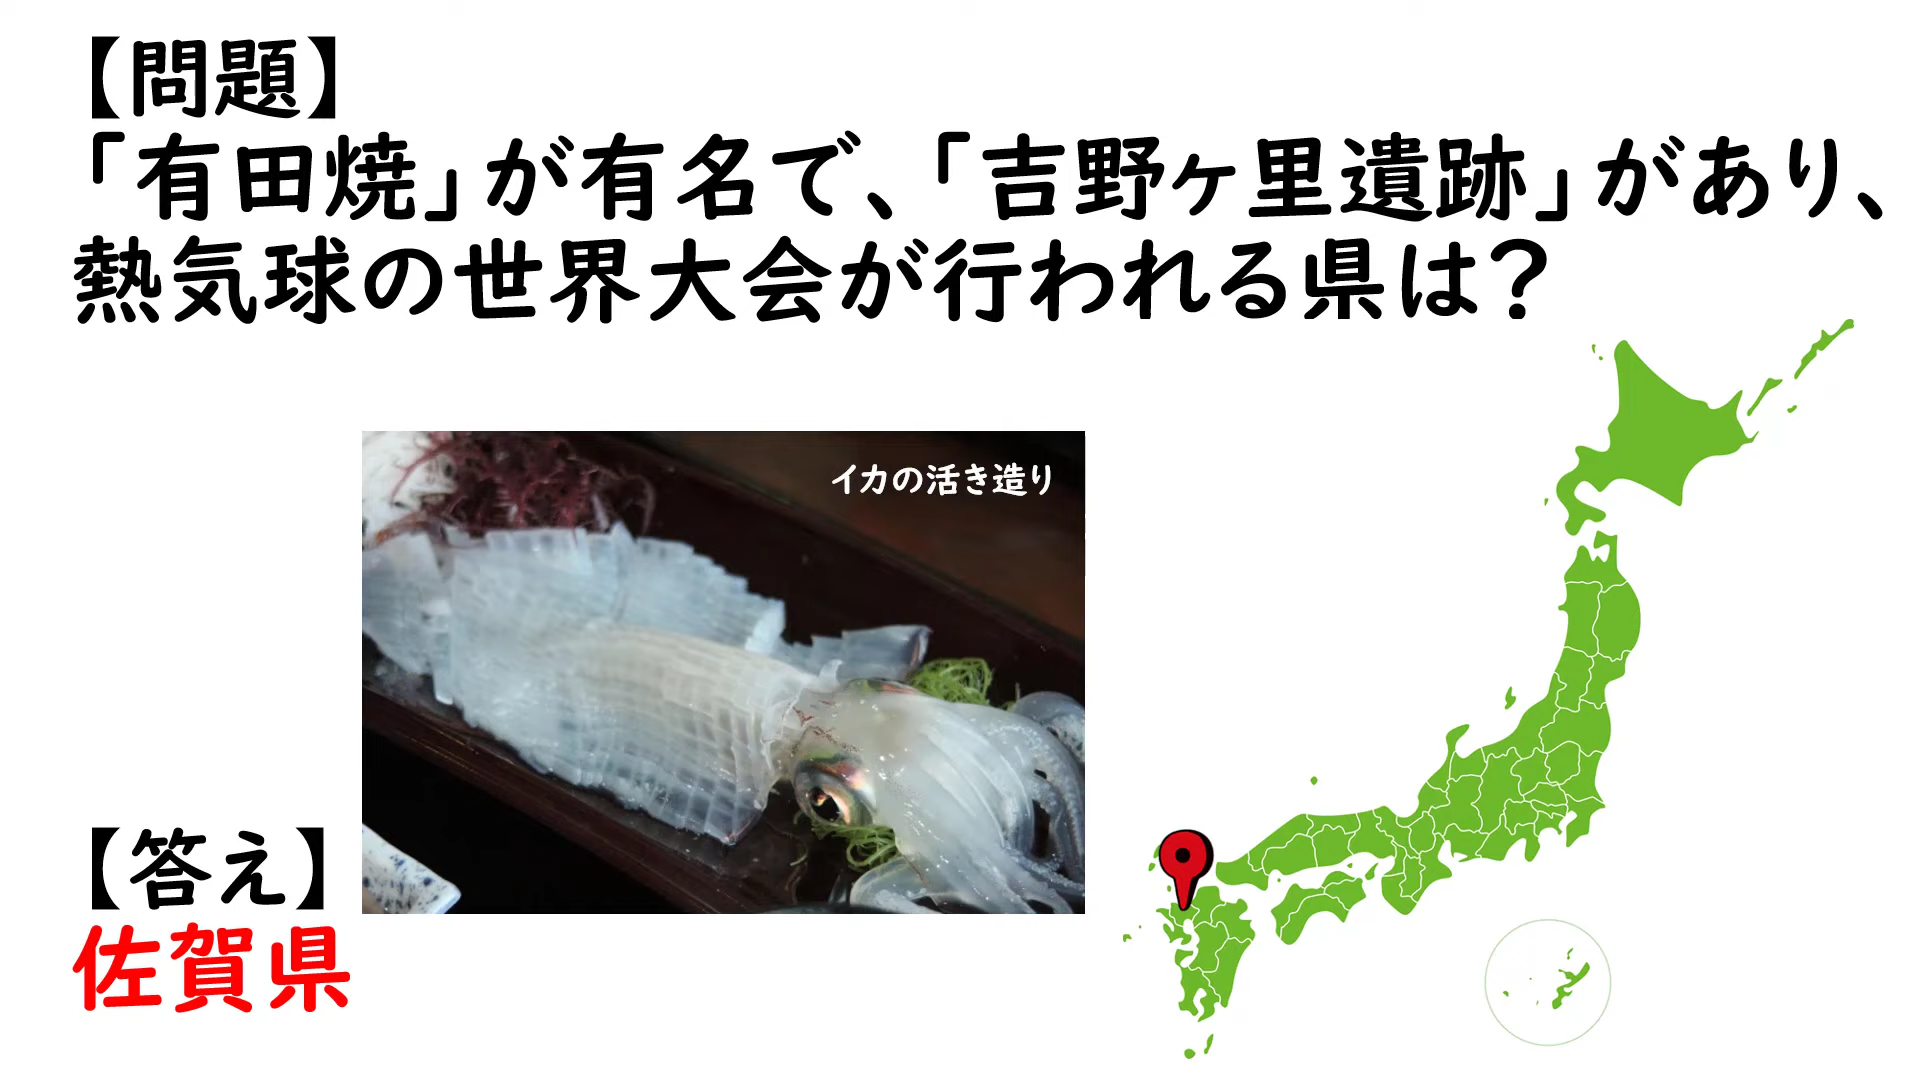 【問題】
「有田焼」が有名で、「吉野ヶ里遺跡」があり、
熱気球の世界大会が行われる県は？
イカの活き造り
【答え】
佐賀県